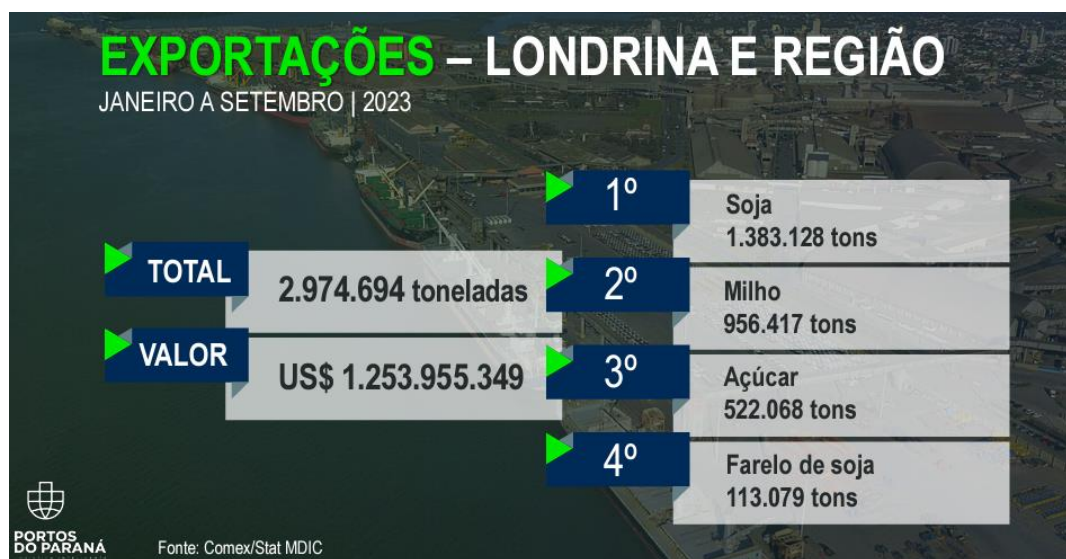 EXPORTAÇÕES – LONDRINA E REGIÃO
JANEIRO A SETEMBRO | 2023
TOTAL
2.974.694 toneladas
VALOR
US$ 1.253.955.349
1º
Soja
1.383.128 tons
2º
Milho
956.417 tons
3º
Açúcar
522.068 tons
4º
Farelo de soja
113.079 tons
PORTOS
DO PARANÁ
Fonte: Comex/Stat MDIC